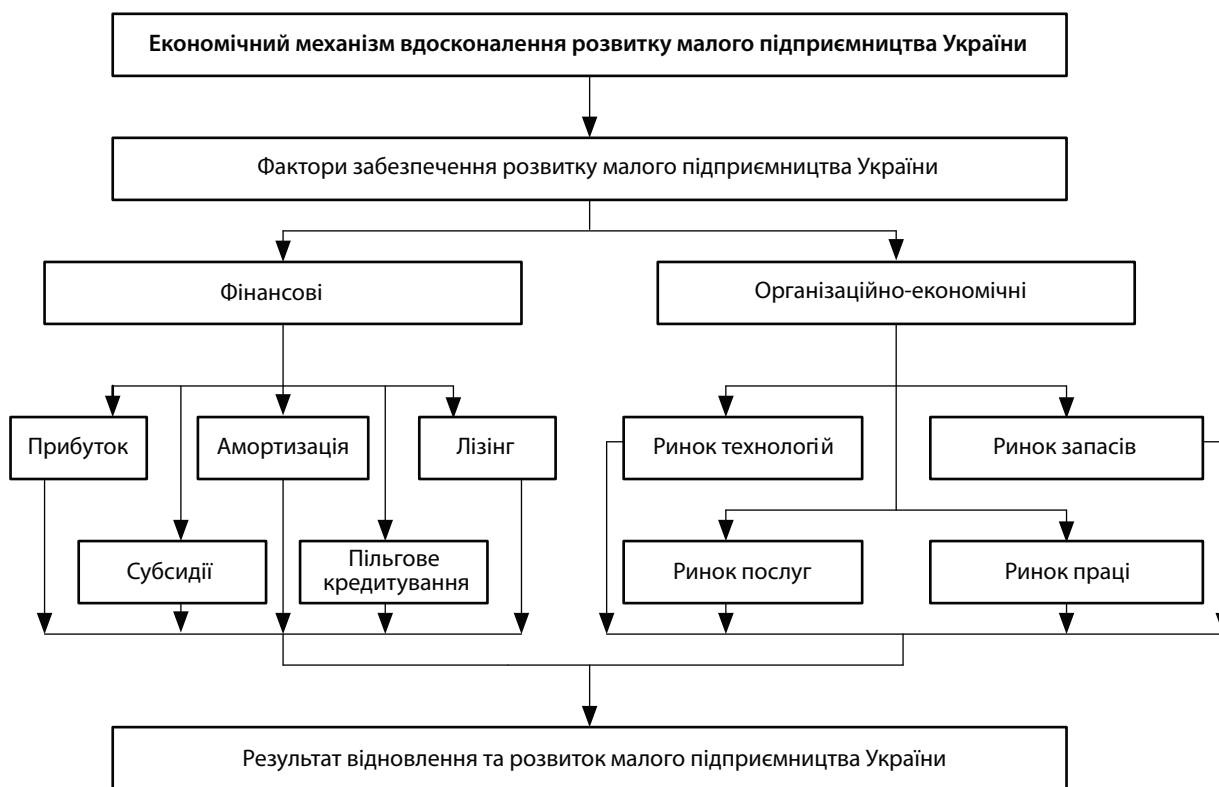 Економічний механізм вдосконалення розвитку малого підприємництва України
Фактори забезпечення розвитку малого підприємництва України
Фінансові
Організаційно-економічні
Прибуток
Амортизація
Лізінг
Ринок технологій
Ринок запасів
Субсидії
Пільгове
кредитування
Ринок послуг
Ринок праці
Результат відновлення та розвиток малого підприємництва України